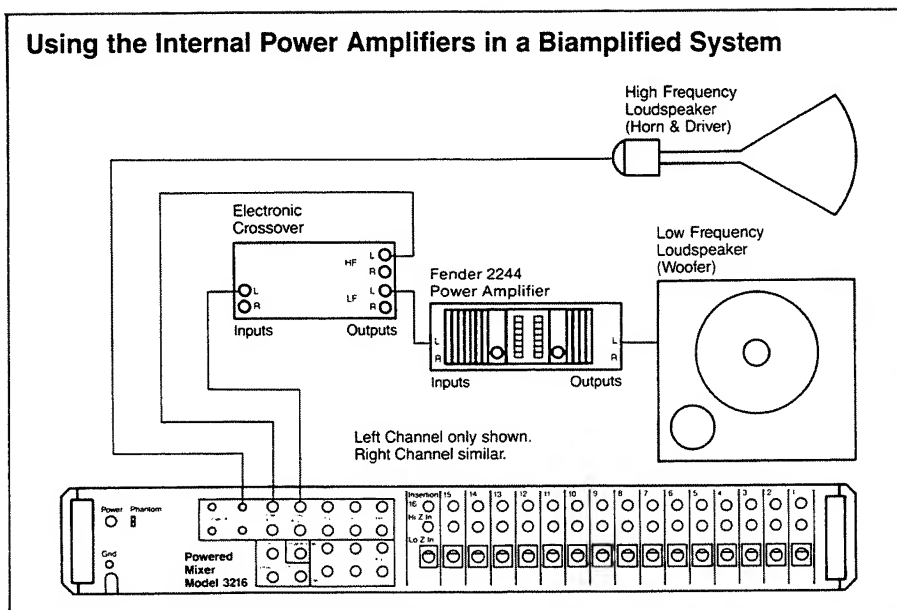 Using the Internal Power Amplifiers in a Biamplified System
High Frequency
Loudspeaker
(Horn & Driver)
Electronic
Crossover
L
HF
R
L
LF
R
L
R
Inputs
Outputs
Low Frequency
Loudspeaker
(Woofer)
Fender 2244
Power Amplifier
L
R
L
R
Inputs
Outputs
Left Channel only shown.
Right Channel similar.
Power
Phantom
Gnd
Powered
Mixer
Model 3216
Insertion
16
15
14
13
12
11
10
9
8
7
6
5
4
3
2
1
Hi Z In
Lo Z In